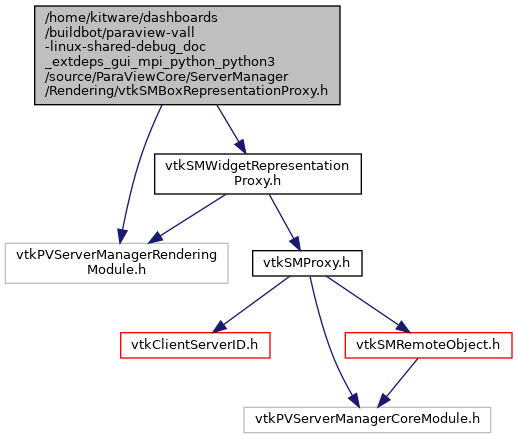 /home/kitware/dashboards
/buildbot/paraview-vall
-linux-shared-debug_doc
_extdeps_gui_mpi_python_python3
/source/ParaViewCore/ServerManager
/Rendering/vtkSMBoxRepresentationProxy.h
vtkSMWidgetRepresentation
Proxy.h
vtkPVServerManagerRendering
Module.h
vtkSMProxy.h
vtkClientServerID.h
vtkSMRemoteObject.h
vtkPVServerManagerCoreModule.h